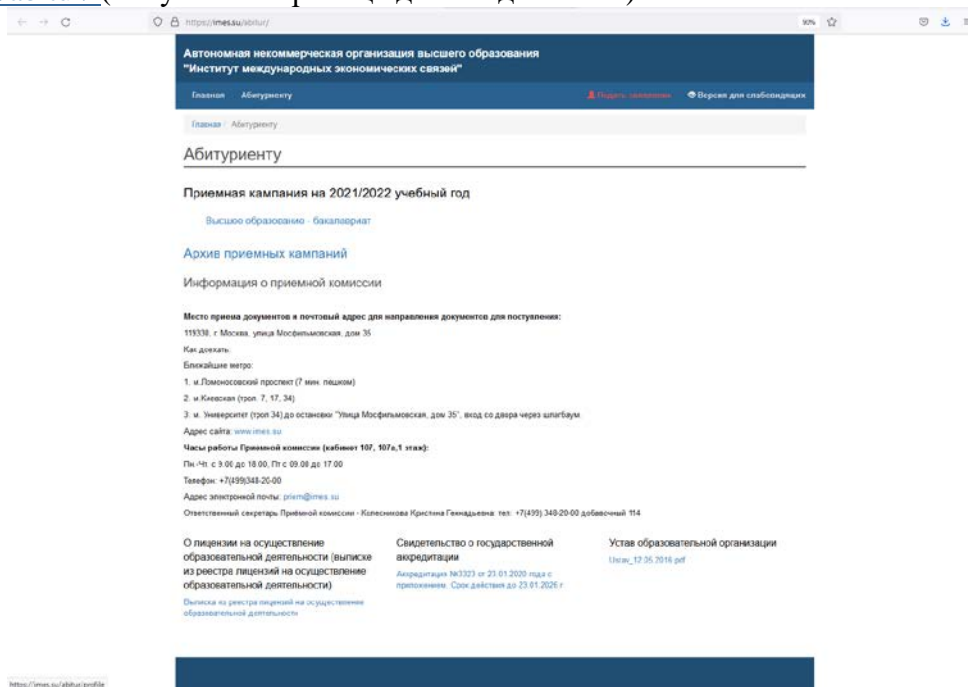 https://imes.su/abitur/
90%
Автономная некоммерческая организация высшего образования
"Институт международных экономических связей"
Главная Абитуриенту Подать заявление Версия для слабовидящих
Главная / Абитуриенту
Абитуриенту
Приемная кампания на 2021/2022 учебный год
Высшее образование - бакалавриат
Архив приемных кампаний
Информация о приемной комиссии
Место приема документов и почтовый адрес для направления документов для поступления:
119330, г. Москва, улица Мосфильмовская, дом 35
Как доехать:
Ближайшие метро:
1. м.Ломоносовский проспект (7 мин. пешком)
2. м.Киевская (трол. 7, 17, 34)
3. м. Университет (трол 34) до остановки "Улица Мосфильмовская, дом 35", вход со двора через шлагбаум.
Адрес сайта: www.imes.su
Часы работы Приемной комиссии (кабинет 107, 107а,1 этаж):
Пн.-Чт. с 9.00 до 18.00, Пт с 09.00 до 17.00
Телефон: +7(499)348-20-00
Адрес электронной почты: priem@imes.su
Ответственный секретарь Приёмной комиссии - Колесникова Кристина Геннадьевна тел: +7(499) 348-20-00 добавочный 114
О лицензии на осуществление
образовательной деятельности (выписке
из реестра лицензий на осуществление
образовательной деятельности)
Выписка из реестра лицензий на осуществление
образовательной деятельности
Свидетельство о государственной
аккредитации
Аккредитация №3323 от 23.01.2020 года с
приложением. Срок действия до 23.01.2026 г
Устав образовательной организации
Ustav_12.05.2016.pdf
https://imes.su/abitur/profile